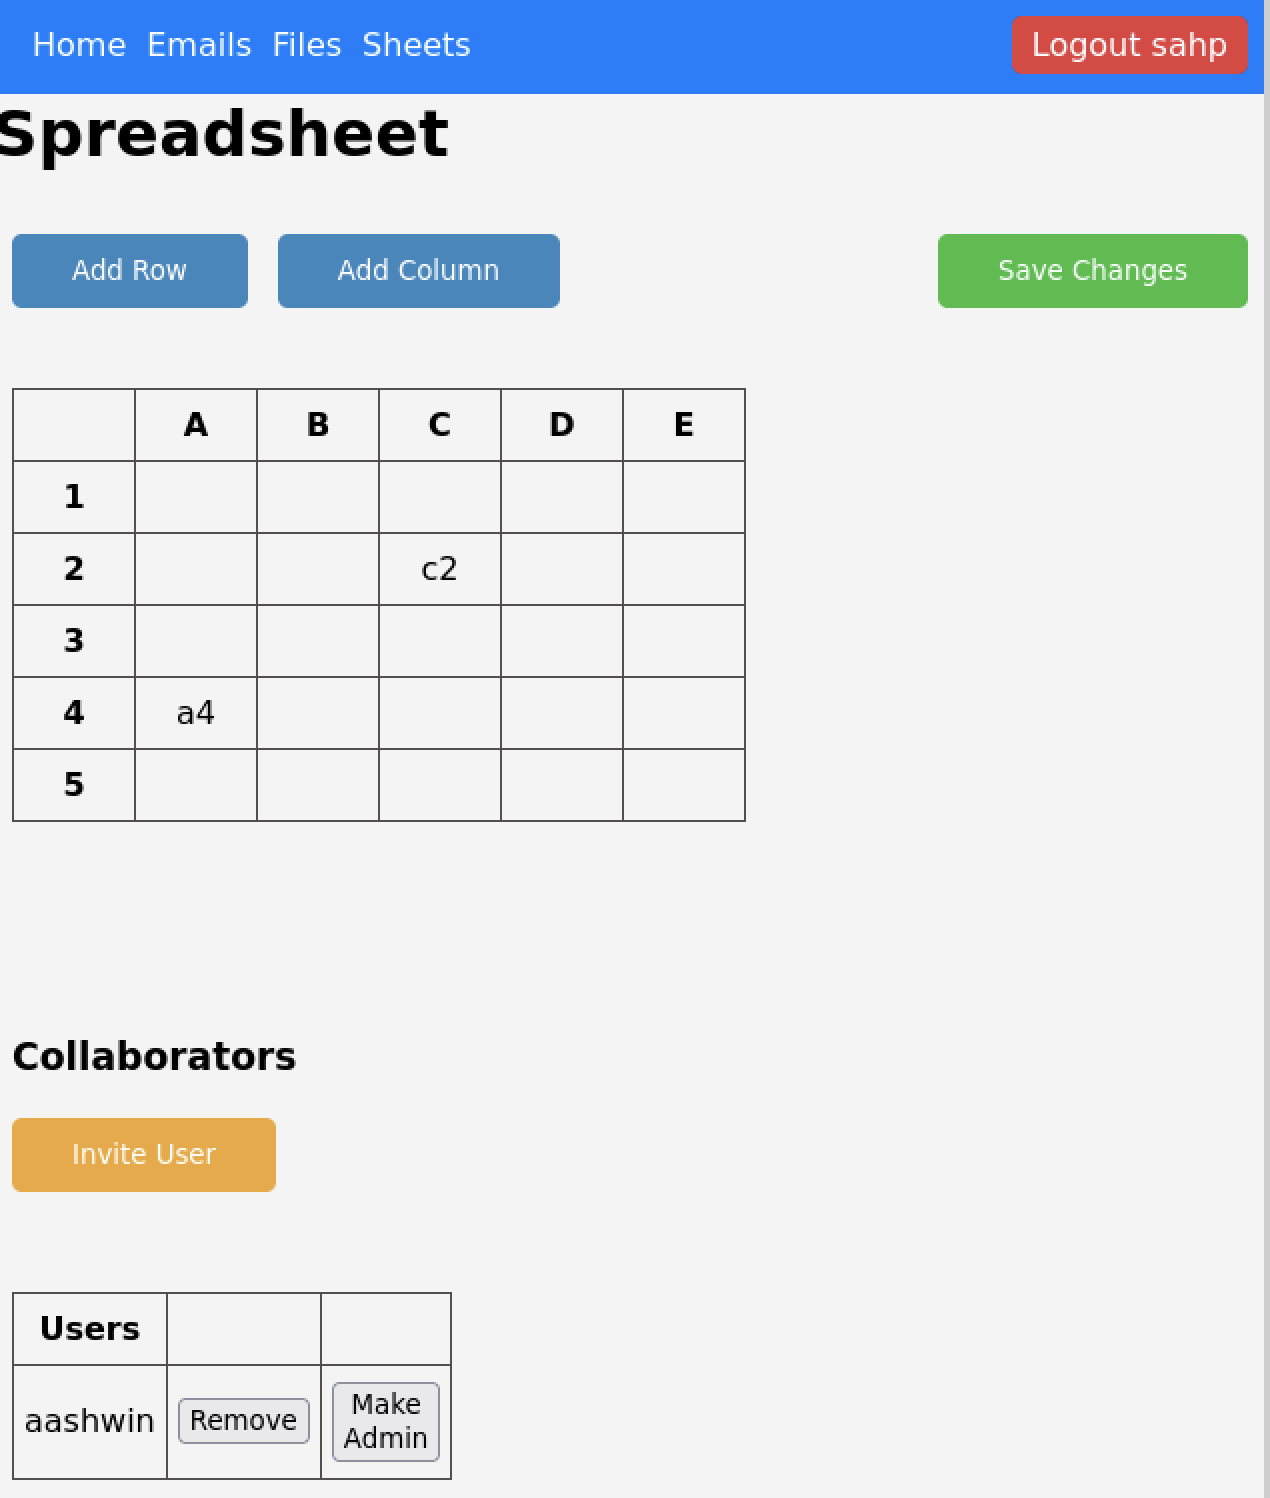 Home Emails Files Sheets Logout sahp
Spreadsheet
Add Row Add Column Save Changes
A B C D E
1
2 c2
3
4 a4
5
Collaborators
Invite User
Users
aashwin Remove Make Admin